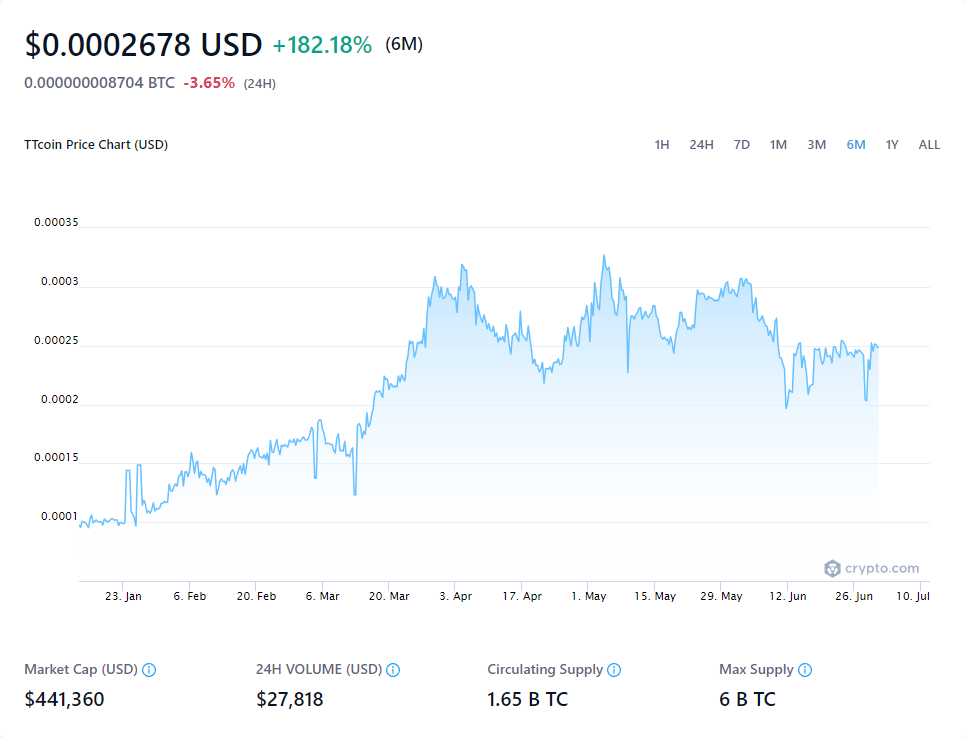 $0.0002678 USD +182.18% (6M)
0.000000008704 BTC -3.65% (24H)
TTcoin Price Chart (USD) 1H 24H 7D 1M 3M 6M 1Y ALL
0.00035
0.0003
0.00025
0.0002
0.00015
0.0001
crypto.com
23. Jan 6. Feb 20. Feb 6. Mar 20. Mar 3. Apr 17. Apr 1. May 15. May 29. May 12. Jun 26. Jun 10. Jul
Market Cap (USD) 24H VOLUME (USD) Circulating Supply Max Supply
$441,360 $27,818 1.65 B TC 6 B TC